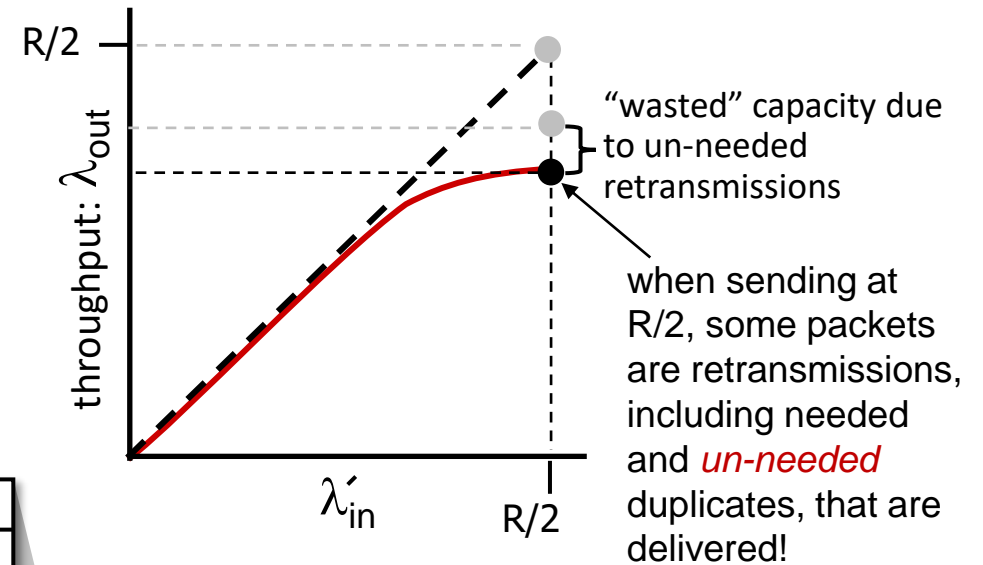 R/2
throughput: λout
“wasted” capacity due
to un-needed
retransmissions
when sending at
R/2, some packets
are retransmissions,
including needed
and un-needed
duplicates, that are
delivered!
λ′in
R/2